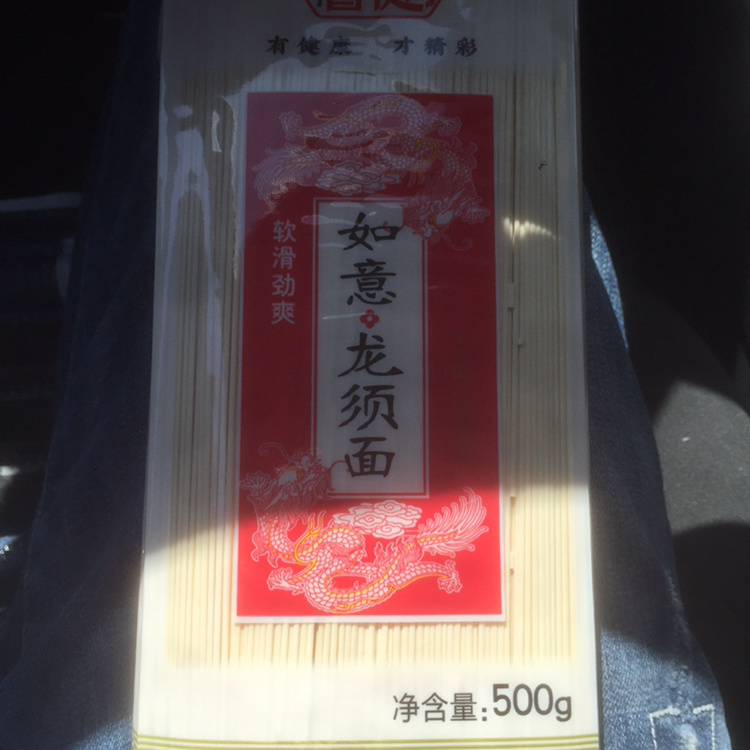 有健康 才精彩
软滑劲爽
如意
龙须面
净含量:500g